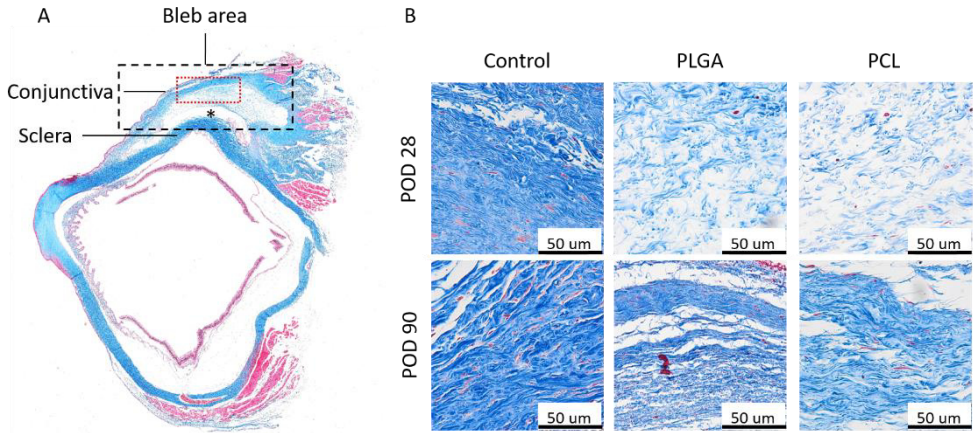 A
Bleb area
Conjunctiva
*
Sclera
B
Control
PLGA
PCL
POD 28
50 um
50 um
50 um
POD 90
50 um
50 um
50 um